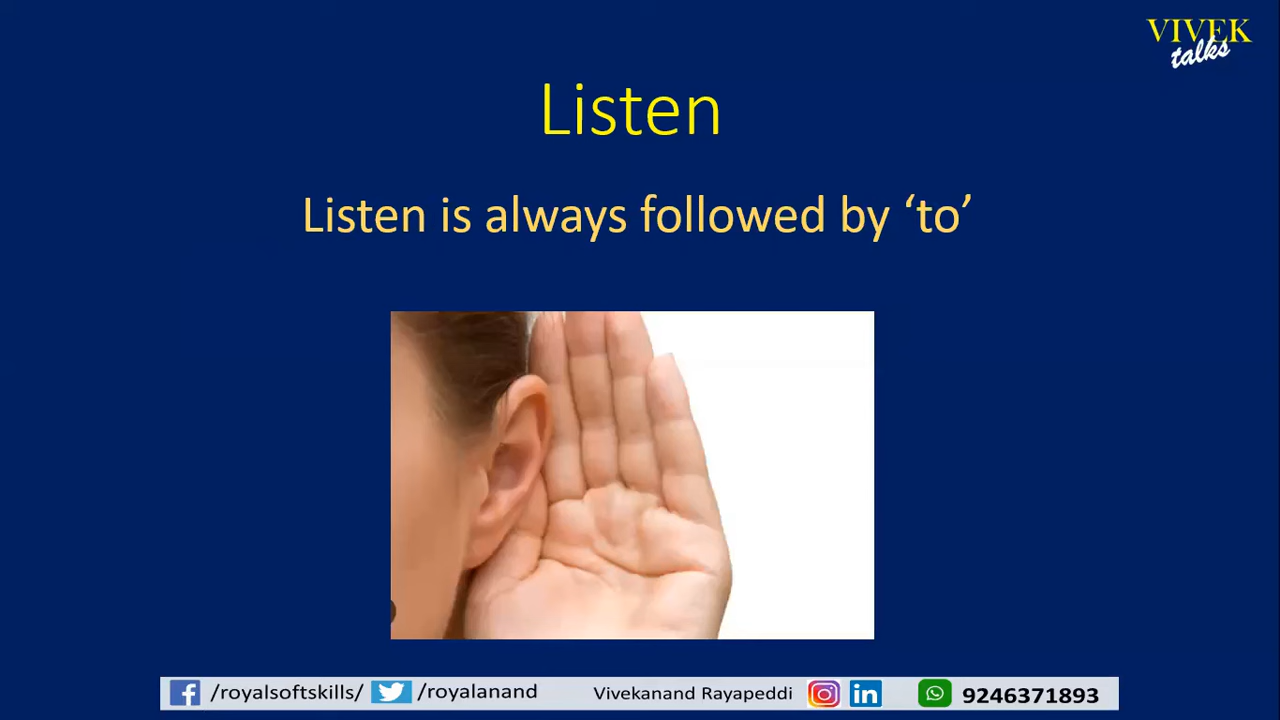 VIVEK
talks
Listen
Listen is always followed by ‘to’
/royalsoftskills/ /royalanand Vivekanand Rayapeddi 9246371893